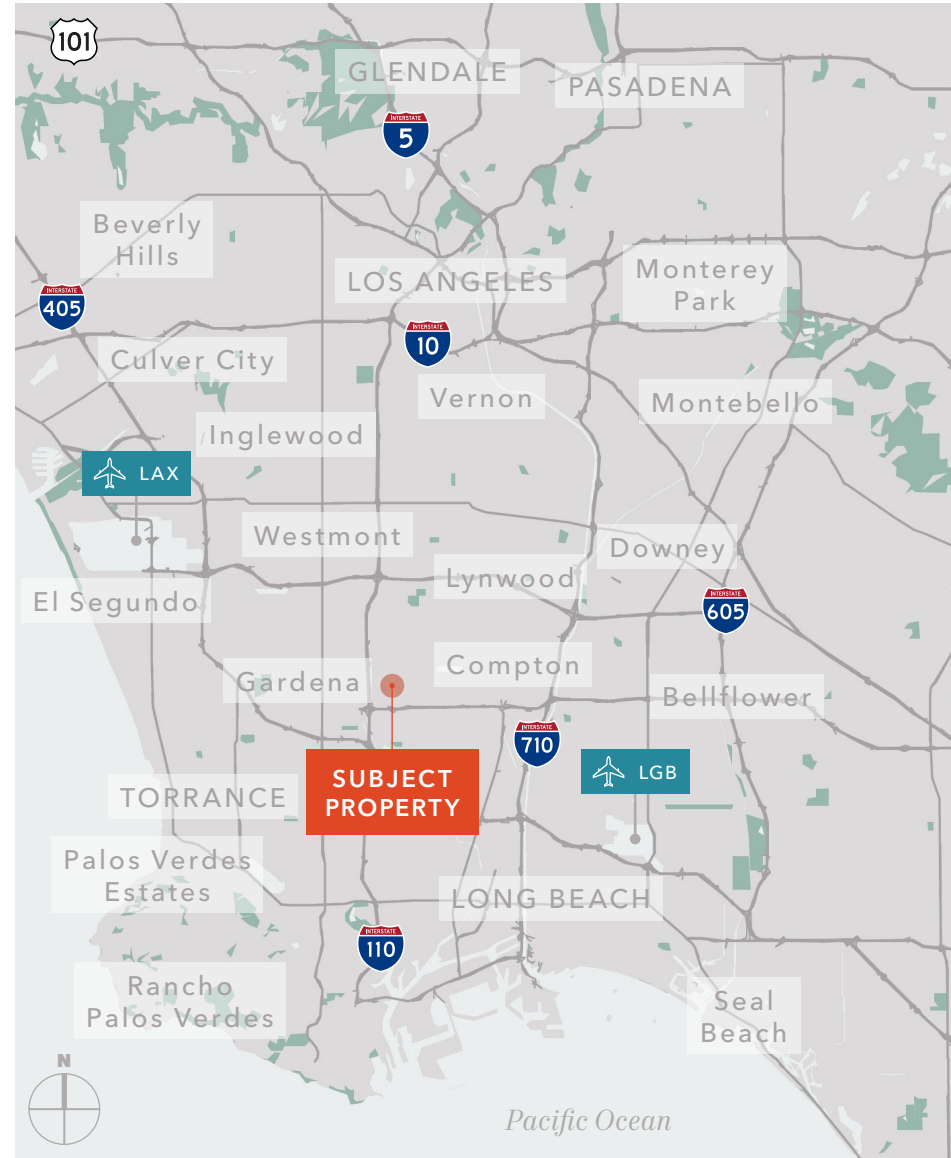 101
GLENDALE
PASADENA
INTERSTATE
5
Beverly
Hills
LOS ANGELES
Monterey
Park
INTERSTATE
405
INTERSTATE
10
Culver City
Vernon
Montebello
Inglewood
LAX
Westmont
Downey
Lynwood
El Segundo
INTERSTATE
605
Compton
Gardena
Bellflower
INTERSTATE
710
SUBJECT
PROPERTY
LGB
TORRANCE
Palos Verdes
Estates
LONG BEACH
INTERSTATE
110
Rancho
Palos Verdes
Seal
Beach
N
Pacific Ocean